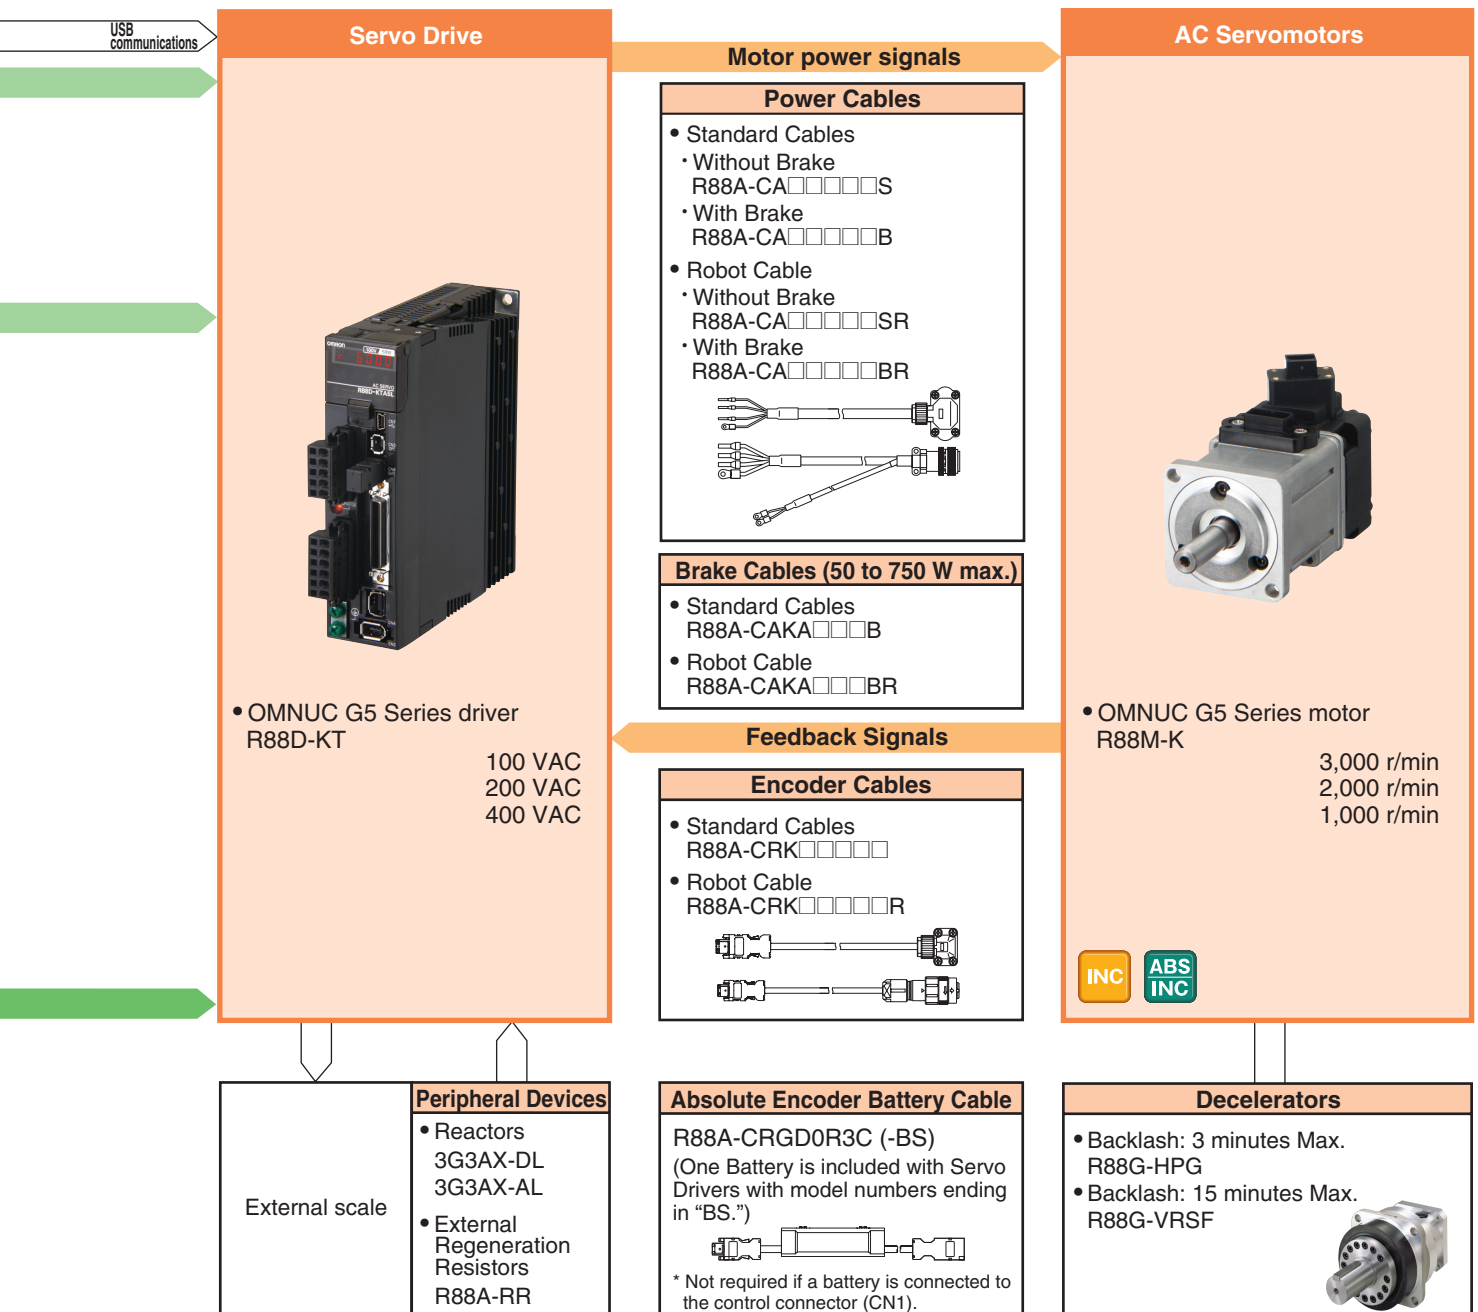 USB
communications
Servo Drive
omron
AC SERVO
R88D-KTA5L
• OMNUC G5 Series driver
R88D-KT
100 VAC
200 VAC
400 VAC
Motor power signals
Power Cables
• Standard Cables
· Without Brake
R88A-CA□□□□□S
· With Brake
R88A-CA□□□□□B
• Robot Cable
· Without Brake
R88A-CA□□□□□SR
· With Brake
R88A-CA□□□□□BR
Brake Cables (50 to 750 W max.)
• Standard Cables
R88A-CAKA□□□B
• Robot Cable
R88A-CAKA□□□BR
Feedback Signals
Encoder Cables
• Standard Cables
R88A-CRK□□□□□
• Robot Cable
R88A-CRK□□□□□R
AC Servomotors
• OMNUC G5 Series motor
R88M-K
3,000 r/min
2,000 r/min
1,000 r/min
INC
ABS
INC
External scale
Peripheral Devices
• Reactors
3G3AX-DL
3G3AX-AL
• External
Regeneration
Resistors
R88A-RR
Absolute Encoder Battery Cable
R88A-CRGD0R3C (-BS)
(One Battery is included with Servo
Drivers with model numbers ending
in “BS.”)
* Not required if a battery is connected to
the control connector (CN1).
Decelerators
• Backlash: 3 minutes Max.
R88G-HPG
• Backlash: 15 minutes Max.
R88G-VRSF